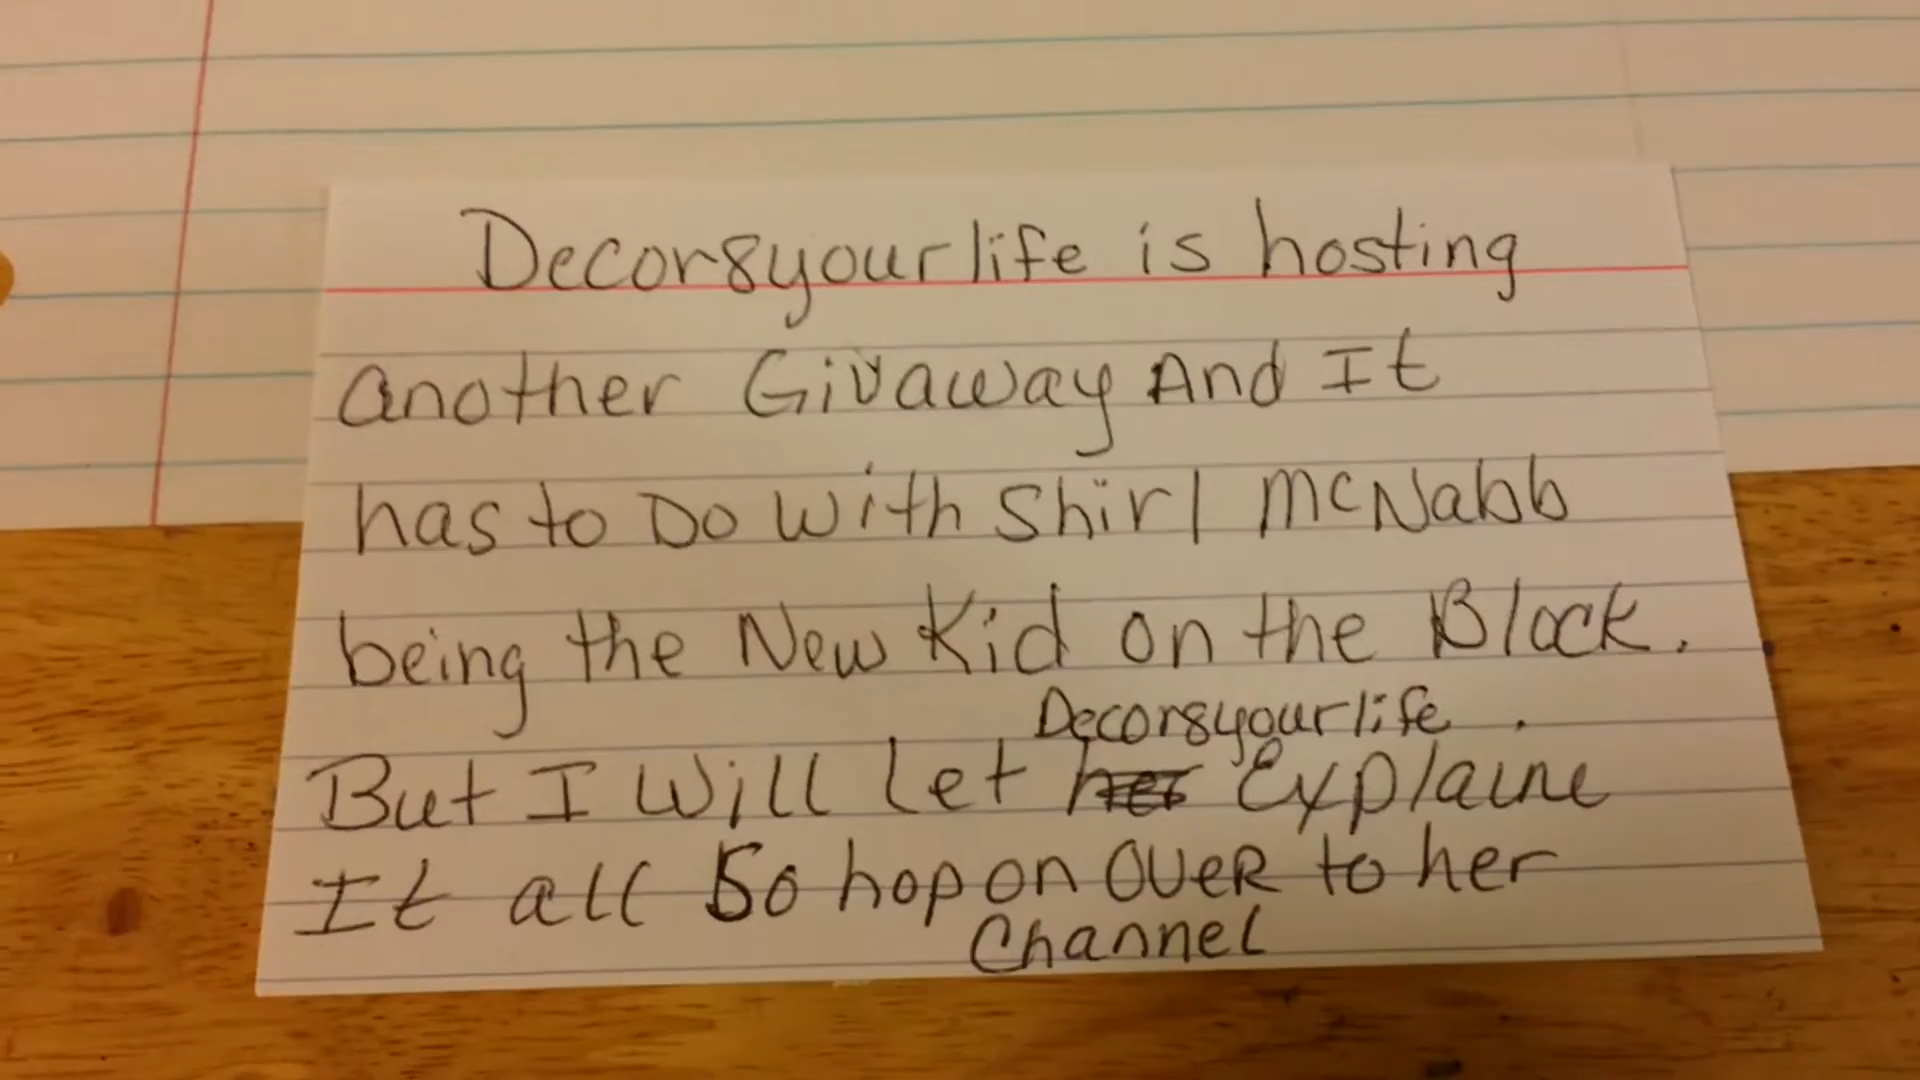 Decor8yourlife is hosting
another Givaway And It
has to Do With Shirl McNabb
being the New Kid on the Block.
Decor8yourlife.
But I Will Let her Explaine
It all So hop on OVER to her
Channel